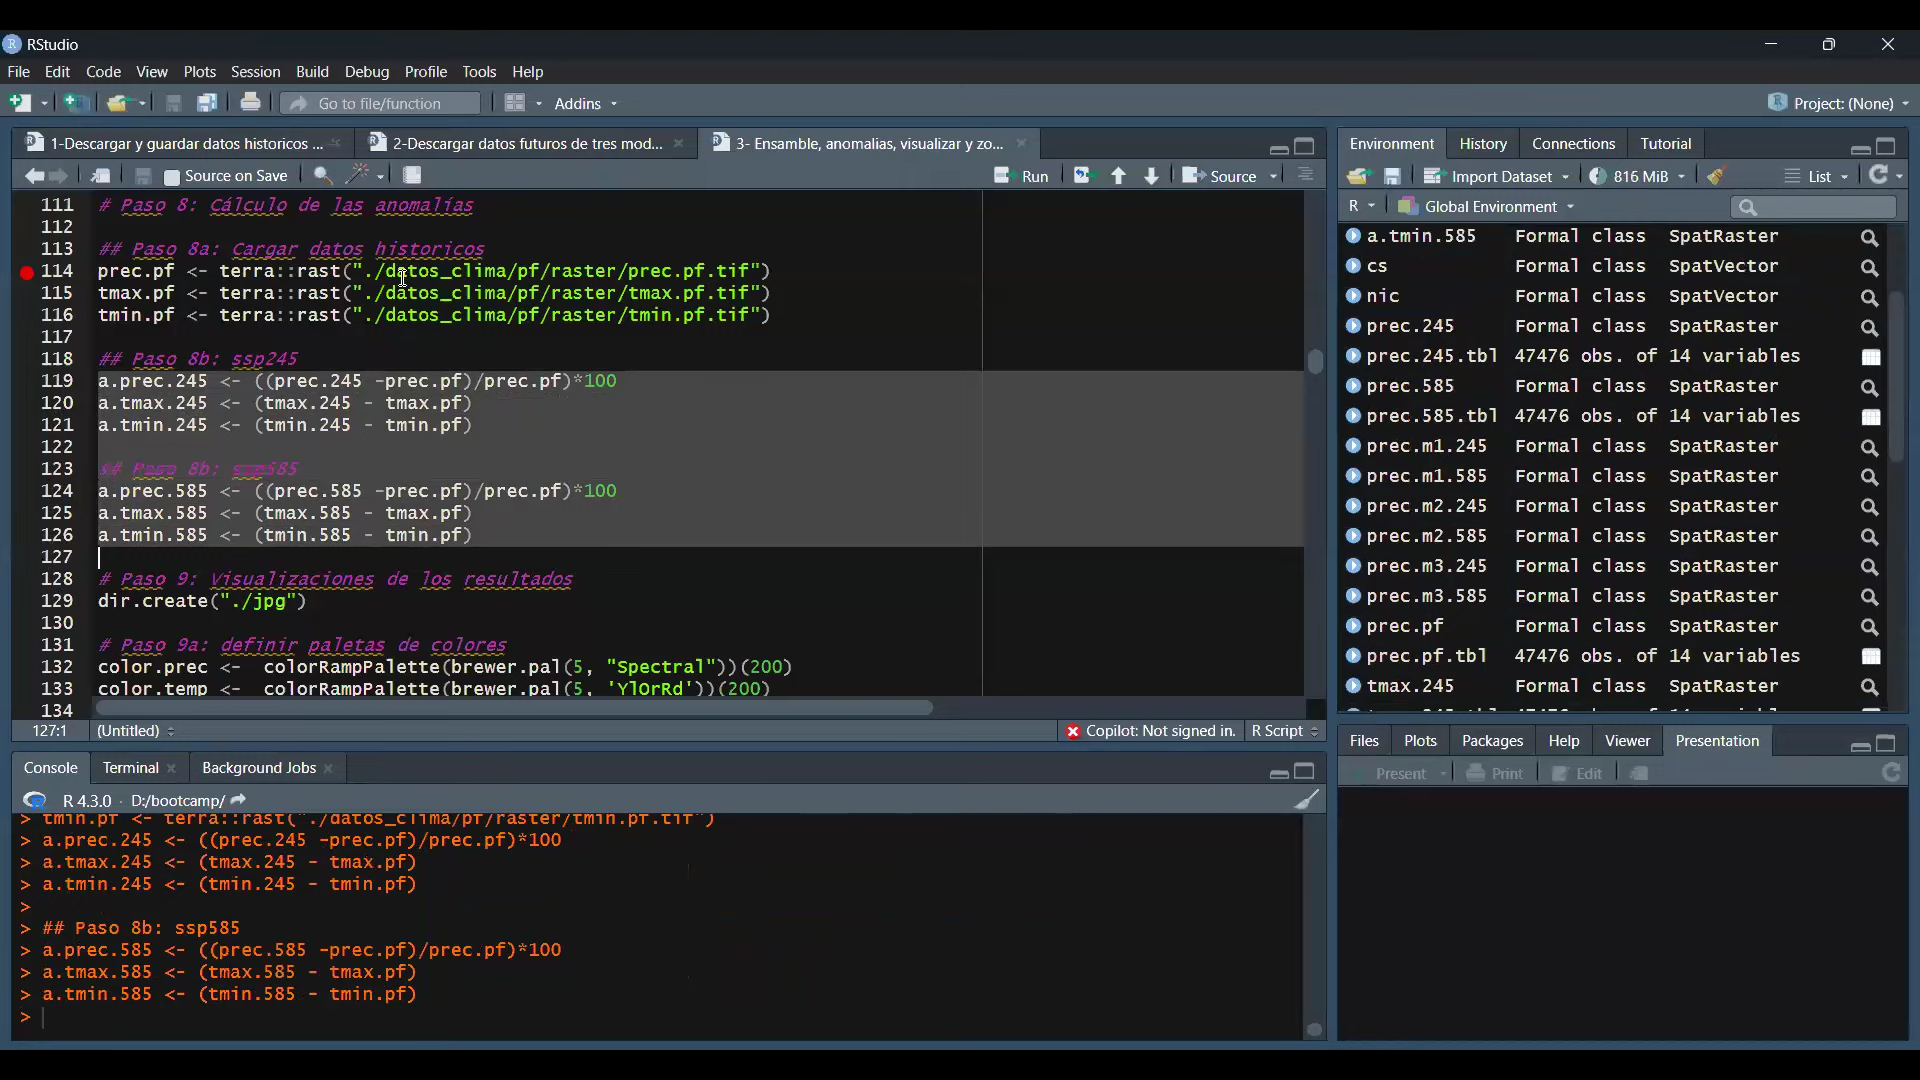 RStudio
File Edit Code View Plots Session Build Debug Profile Tools Help
Go to file/function Addins Project: (None)
1-Descargar y guardar datos historicos ... 2-Descargar datos futuros de tres mod... 3- Ensamble, anomalias, visualizar y zo...
Source on Save Run Source
111 # Paso 8: Cálculo de las anomalías
112
113 ## Paso 8a: Cargar datos historicos
114 prec.pf <- terra::rast("./datos_clima/pf/raster/prec.pf.tif")
115 tmax.pf <- terra::rast("./datos_clima/pf/raster/tmax.pf.tif")
116 tmin.pf <- terra::rast("./datos_clima/pf/raster/tmin.pf.tif")
117
118 ## Paso 8b: ssp245
119 a.prec.245 <- ((prec.245 -prec.pf)/prec.pf)*100
120 a.tmax.245 <- (tmax.245 - tmax.pf)
121 a.tmin.245 <- (tmin.245 - tmin.pf)
122
123 ## Paso 8b: ssp585
124 a.prec.585 <- ((prec.585 -prec.pf)/prec.pf)*100
125 a.tmax.585 <- (tmax.585 - tmax.pf)
126 a.tmin.585 <- (tmin.585 - tmin.pf)
127
128 # Paso 9: Visualizaciones de los resultados
129 dir.create("./jpg")
130
131 # Paso 9a: definir paletas de colores
132 color.prec <-  colorRampPalette(brewer.pal(5, "Spectral"))(200)
133 color.temp <-  colorRampPalette(brewer.pal(5, 'YlOrRd'))(200)
134
127:1 (Untitled) Copilot: Not signed in. R Script
Console Terminal Background Jobs
R 4.3.0 · D:/bootcamp/
> tmin.pf <- terra::rast("./datos_clima/pf/raster/tmin.pf.tif")
> a.prec.245 <- ((prec.245 -prec.pf)/prec.pf)*100
> a.tmax.245 <- (tmax.245 - tmax.pf)
> a.tmin.245 <- (tmin.245 - tmin.pf)
>
> ## Paso 8b: ssp585
> a.prec.585 <- ((prec.585 -prec.pf)/prec.pf)*100
> a.tmax.585 <- (tmax.585 - tmax.pf)
> a.tmin.585 <- (tmin.585 - tmin.pf)
>
Environment History Connections Tutorial
Import Dataset 816 MiB List
R Global Environment
a.tmin.585 Formal class SpatRaster
cs Formal class SpatVector
nic Formal class SpatVector
prec.245 Formal class SpatRaster
prec.245.tbl 47476 obs. of 14 variables
prec.585 Formal class SpatRaster
prec.585.tbl 47476 obs. of 14 variables
prec.m1.245 Formal class SpatRaster
prec.m1.585 Formal class SpatRaster
prec.m2.245 Formal class SpatRaster
prec.m2.585 Formal class SpatRaster
prec.m3.245 Formal class SpatRaster
prec.m3.585 Formal class SpatRaster
prec.pf Formal class SpatRaster
prec.pf.tbl 47476 obs. of 14 variables
tmax.245 Formal class SpatRaster
Files Plots Packages Help Viewer Presentation
Present Print Edit